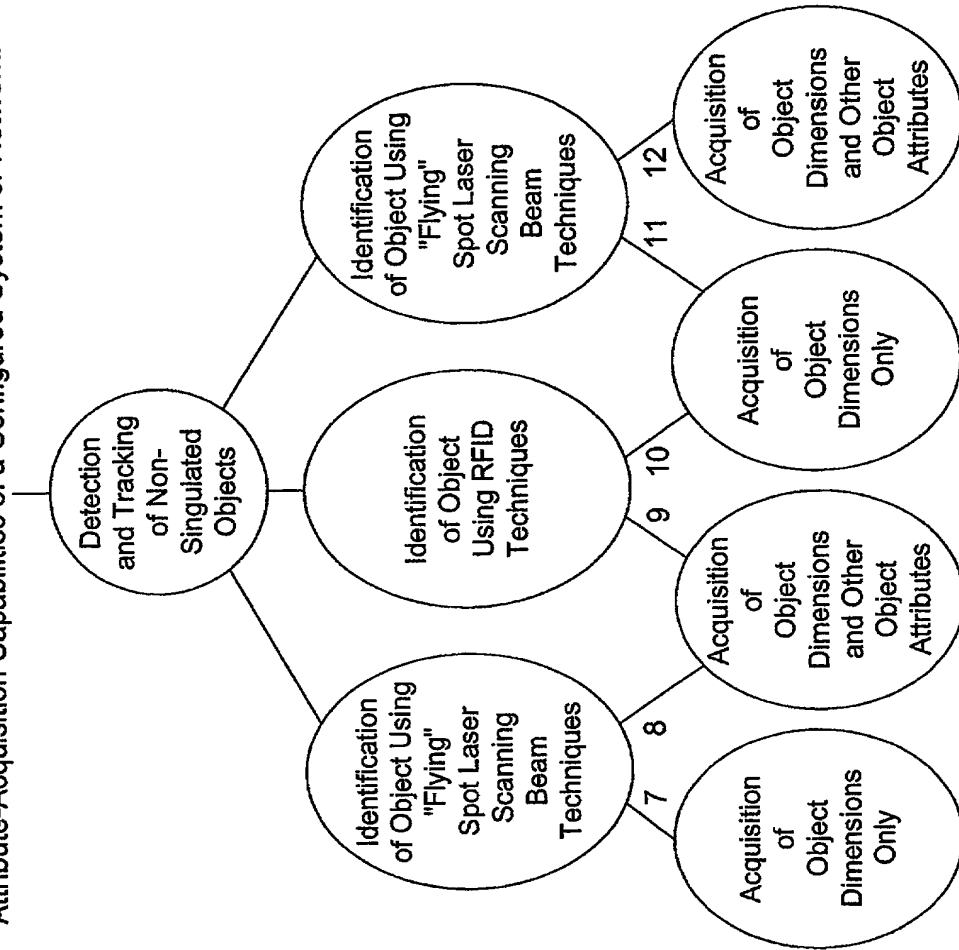 Attribute-Acquisition Capabilities of a Configured System or Network
Detection
and Tracking
of Non-
Singulated
Objects
Identification
of Object Using
"Flying"
Spot Laser
Scanning
Beam
Techniques
Identification
of Object
Using RFID
Techniques
Identification
of Object Using
"Flying"
Spot Laser
Scanning
Beam
Techniques
7
8
9
10
11
12
Acquisition
of
Object
Dimensions
Only
Acquisition
of
Object
Dimensions
and Other
Object
Attributes
Acquisition
of
Object
Dimensions
Only
Acquisition
of
Object
Dimensions
and Other
Object
Attributes